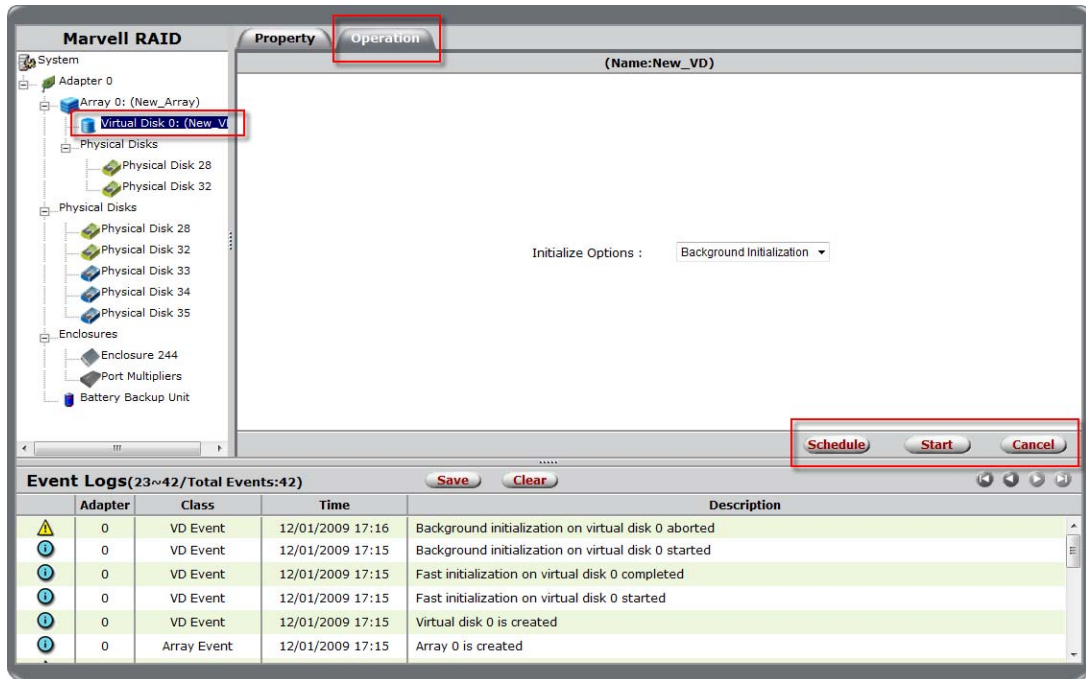 Marvell RAID
Property
Operation
System
Adapter 0
Array 0: (New_Array)
Virtual Disk 0: (New_V
Physical Disks
Physical Disk 28
Physical Disk 32
Physical Disks
Physical Disk 28
Physical Disk 32
Physical Disk 33
Physical Disk 34
Physical Disk 35
Enclosures
Enclosure 244
Port Multipliers
Battery Backup Unit
(Name:New_VD)
Initialize Options :
Background Initialization
Schedule
Start
Cancel
Event Logs(23~42/Total Events:42)
Save
Clear
Adapter Class Time Description
0 VD Event 12/01/2009 17:16 Background initialization on virtual disk 0 aborted
0 VD Event 12/01/2009 17:15 Background initialization on virtual disk 0 started
0 VD Event 12/01/2009 17:15 Fast initialization on virtual disk 0 completed
0 VD Event 12/01/2009 17:15 Fast initialization on virtual disk 0 started
0 VD Event 12/01/2009 17:15 Virtual disk 0 is created
0 Array Event 12/01/2009 17:15 Array 0 is created